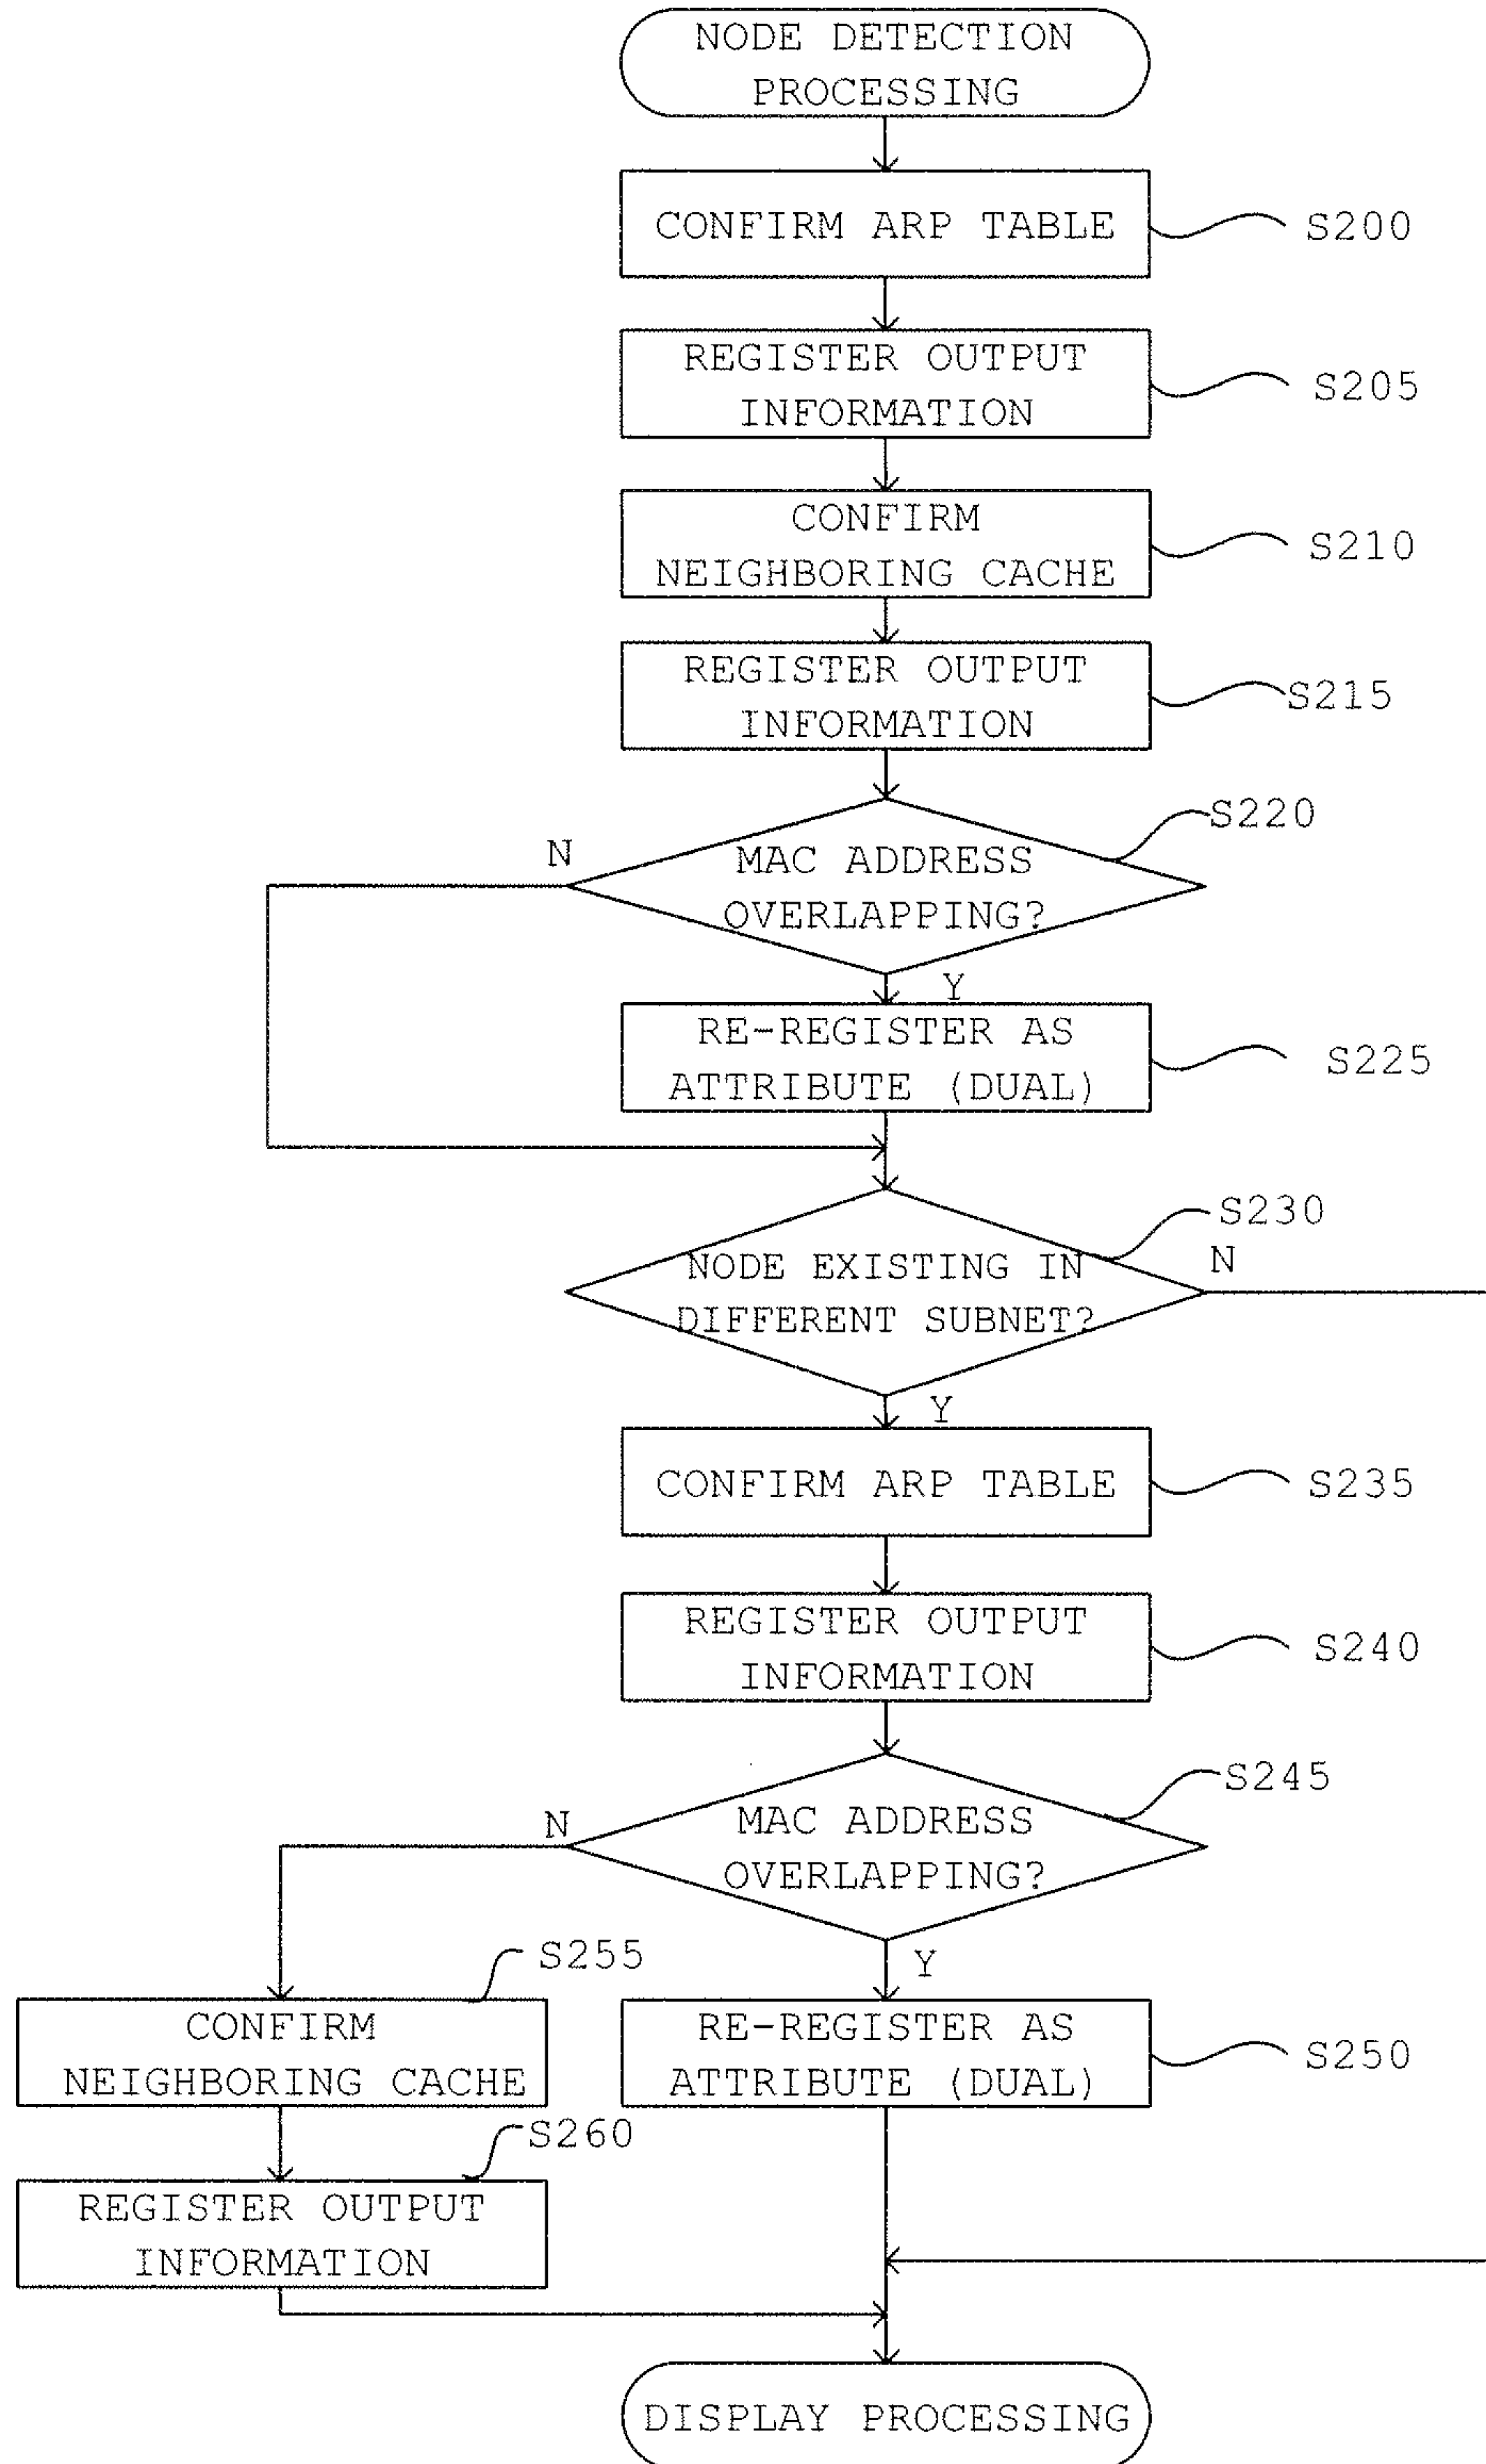 NODE DETECTION
PROCESSING
CONFIRM ARP TABLE
S200
REGISTER OUTPUT
INFORMATION
S205
CONFIRM
NEIGHBORING CACHE
S210
REGISTER OUTPUT
INFORMATION
S215
S220
N
MAC ADDRESS
OVERLAPPING?
Y
RE-REGISTER AS
ATTRIBUTE (DUAL)
S225
S230
NODE EXISTING IN
DIFFERENT SUBNET?
N
Y
CONFIRM ARP TABLE
S235
REGISTER OUTPUT
INFORMATION
S240
S245
N
MAC ADDRESS
OVERLAPPING?
Y
S255
CONFIRM
NEIGHBORING CACHE
RE-REGISTER AS
ATTRIBUTE (DUAL)
S250
S260
REGISTER OUTPUT
INFORMATION
DISPLAY PROCESSING